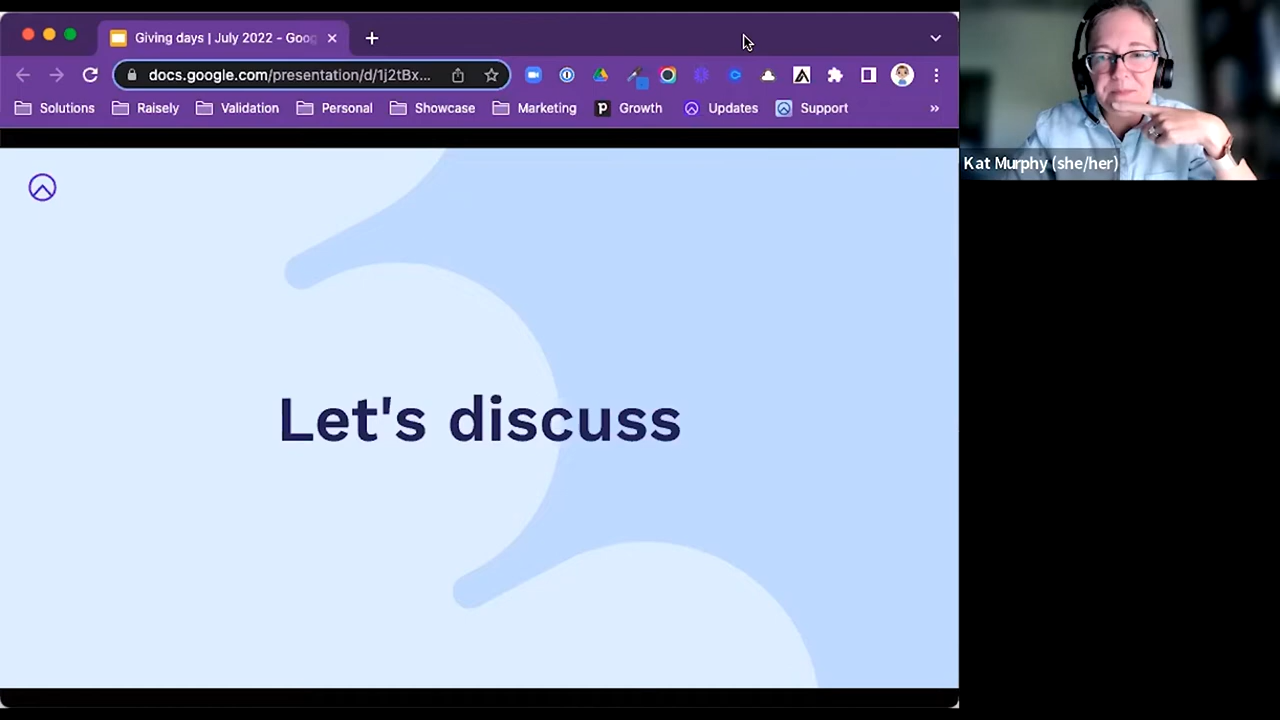 Giving days | July 2022 - Goog
docs.google.com/presentation/d/1j2tBx...
Solutions Raisely Validation Personal Showcase Marketing Growth Updates Support
Kat Murphy (she/her)
Let's discuss